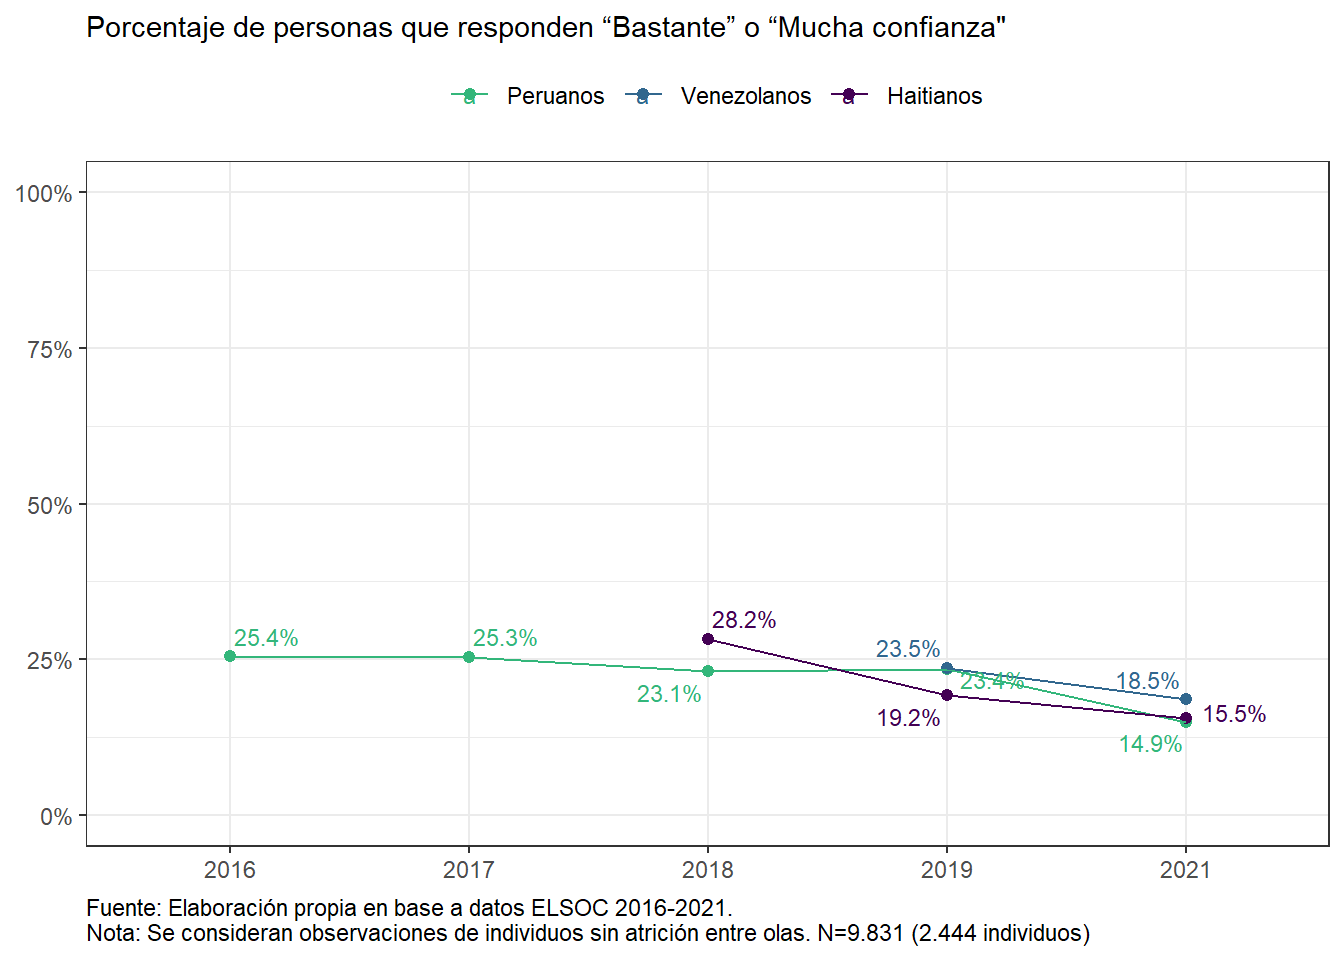 Porcentaje de personas que responden “Bastante” o “Mucha confianza"
a Peruanos a Venezolanos a Haitianos
100%
75%
50%
28.2%
25.4% 25.3% 23.5%
25%
23.4% 18.5%
23.1%
19.2% 15.5%
14.9%
0%
2016 2017 2018 2019 2021
Fuente: Elaboración propia en base a datos ELSOC 2016-2021.
Nota: Se consideran observaciones de individuos sin atrición entre olas. N=9.831 (2.444 individuos)